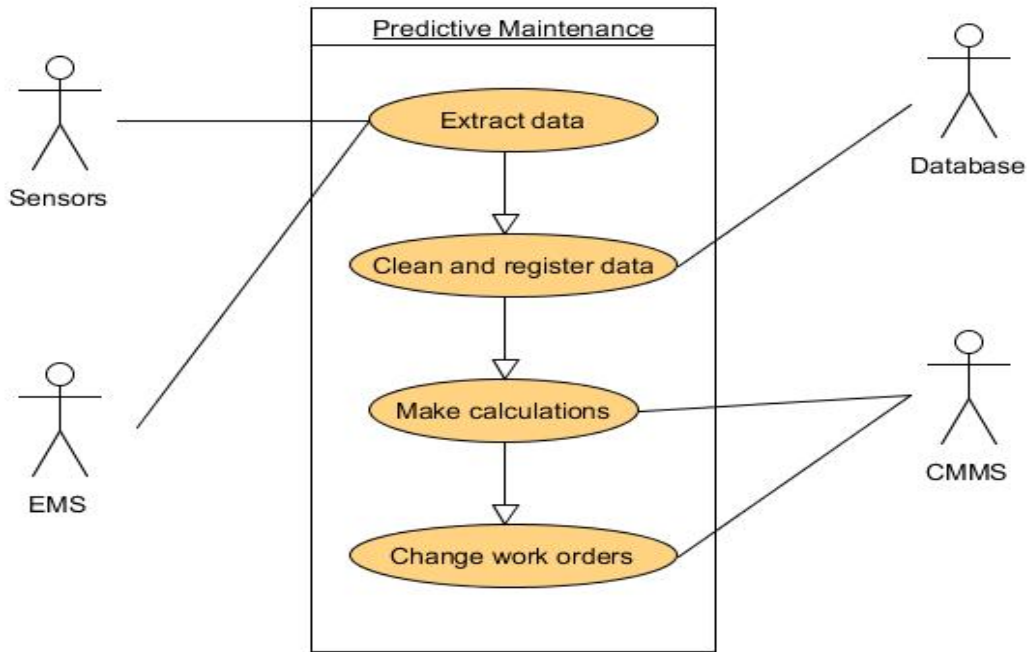 Predictive Maintenance
Extract data
Sensors
Database
Clean and register data
Make calculations
EMS
CMMS
Change work orders